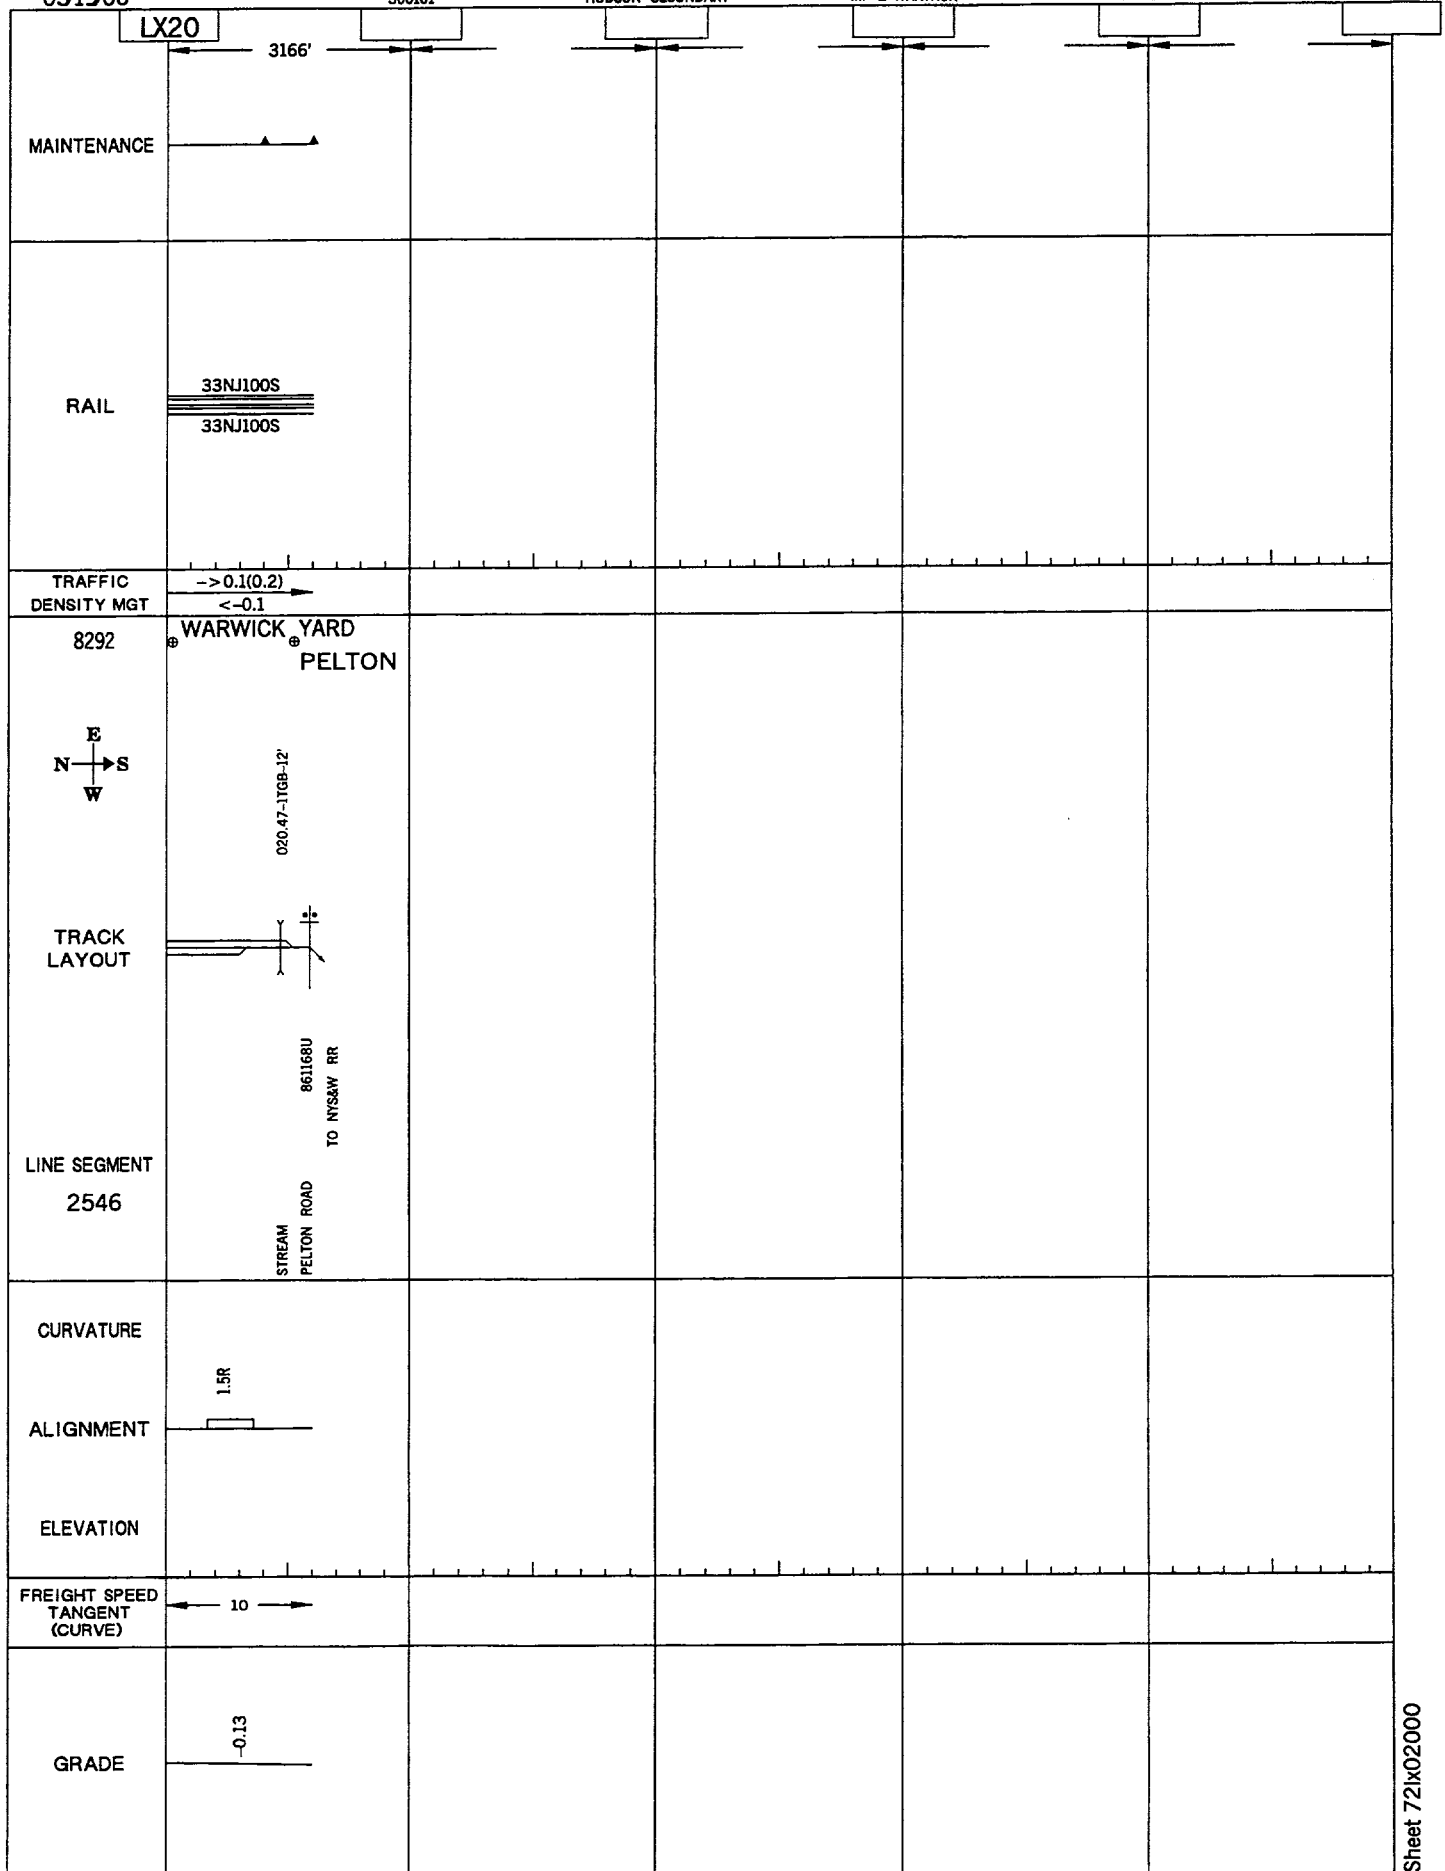 LX20
3166'
MAINTENANCE
RAIL
33NJ100S
33NJ100S
TRAFFIC
DENSITY MGT
->0.1(0.2)
<-0.1
8292
WARWICK YARD
PELTON
E
N S
W
020.47-1TGB-12'
TRACK
LAYOUT
861168U
TO NYS&W RR
LINE SEGMENT
2546
STREAM
PELTON ROAD
CURVATURE
1.5R
ALIGNMENT
ELEVATION
FREIGHT SPEED
TANGENT
(CURVE)
10
GRADE
-0.13
Sheet 72lx02000